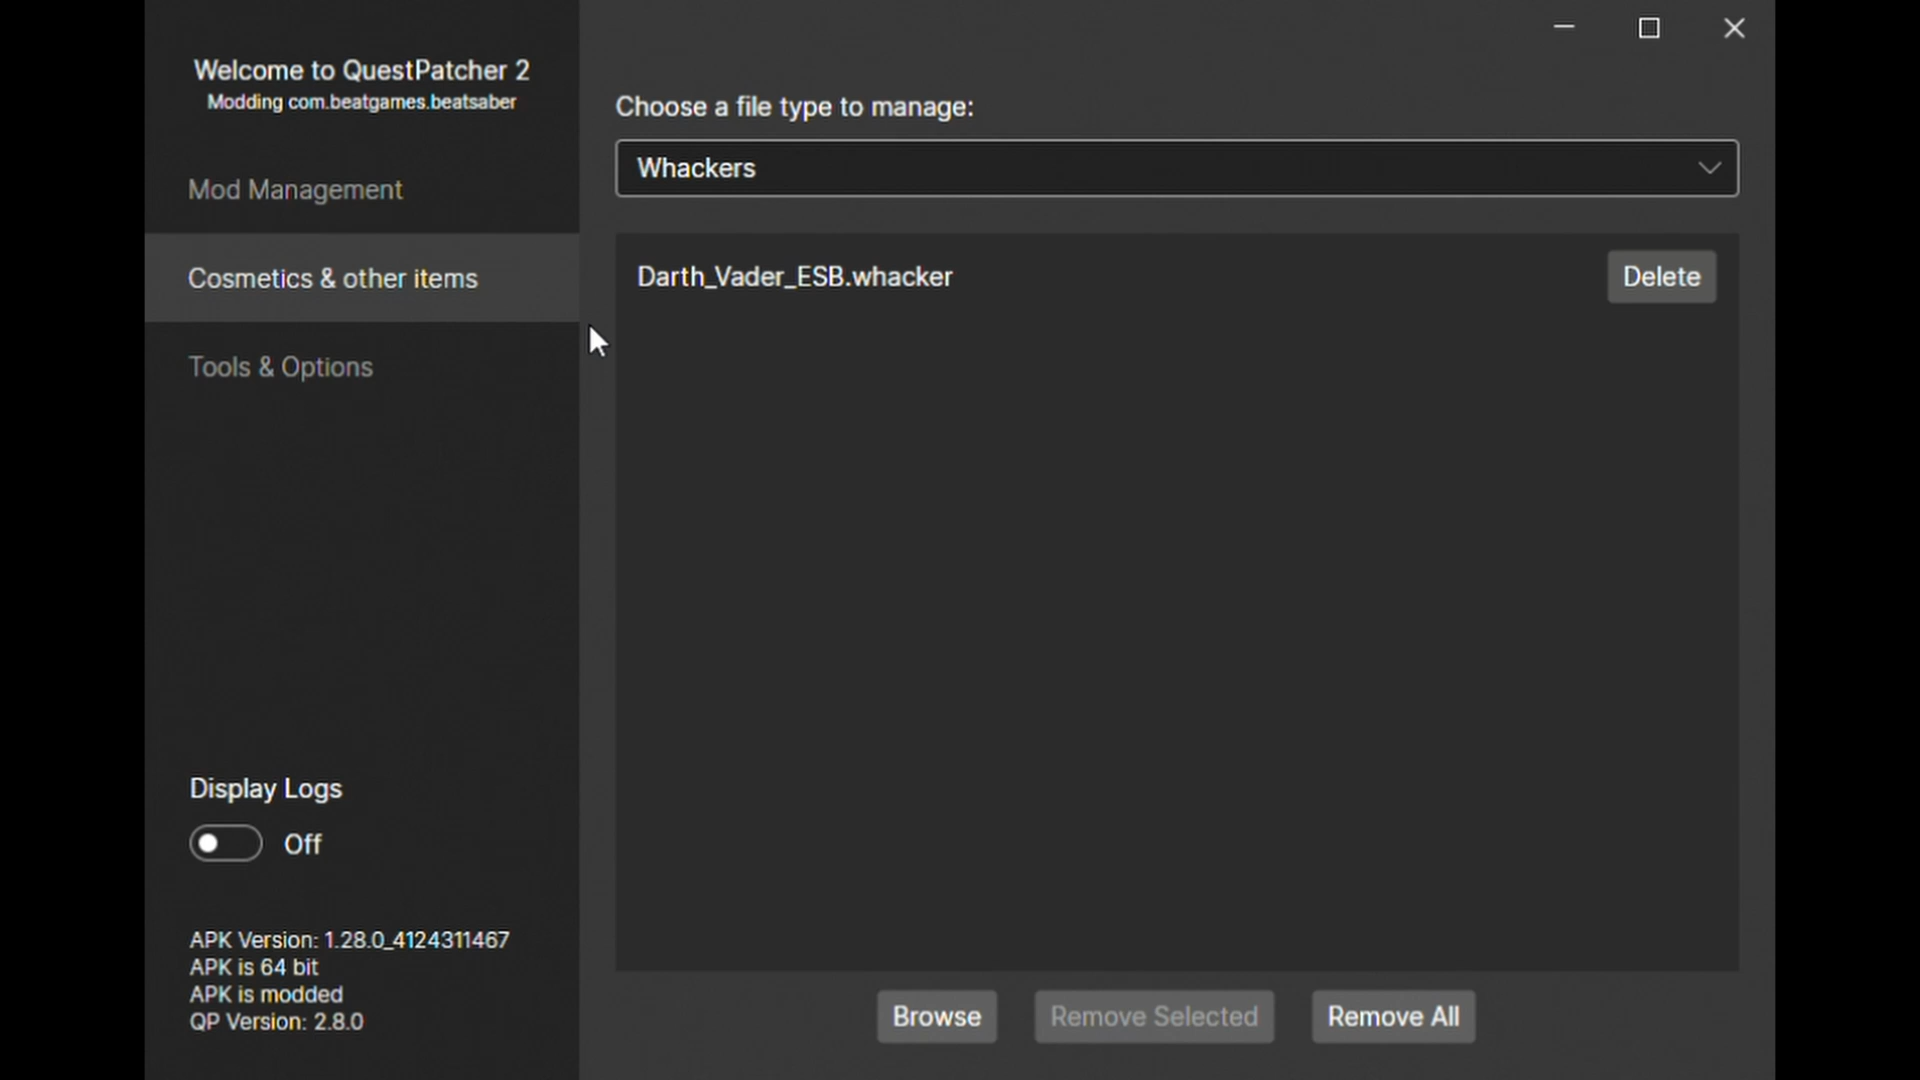 Welcome to QuestPatcher 2
Modding com.beatgames.beatsaber
Mod Management
Cosmetics & other items
Tools & Options
Display Logs
Off
APK Version: 1.28.0_4124311467
APK is 64 bit
APK is modded
QP Version: 2.8.0
Choose a file type to manage:
Whackers
Darth_Vader_ESB.whacker
Delete
Browse
Remove Selected
Remove All